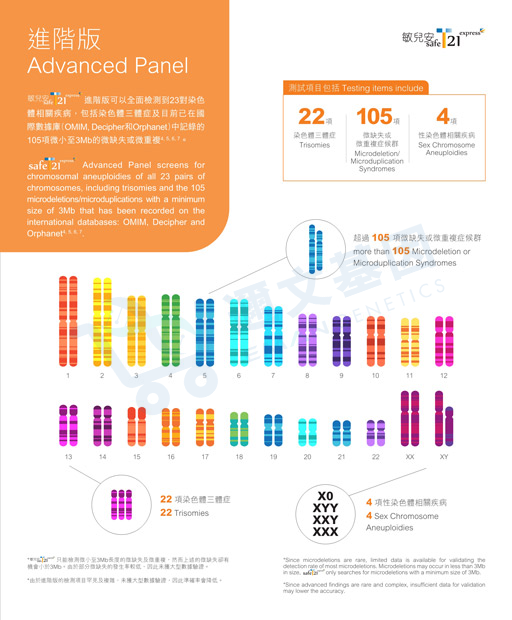 進階版
Advanced Panel
敏兒安 safe 21 express
敏兒安 safe 21 express 進階版可以全面檢測到23對染色
體相關疾病，包括染色體三體症及目前已在國
際數據庫(OMIM, Decipher和Orphanet)中記錄的
105項微小至3Mb的微缺失或微重複4, 5, 6, 7。
safe 21 express Advanced Panel screens for
chromosomal aneuploidies of all 23 pairs of
chromosomes, including trisomies and the 105
microdeletions/microduplications with a minimum
size of 3Mb that has been recorded on the
international databases: OMIM, Decipher and
Orphanet4, 5, 6, 7.
測試項目包括 Testing items include
22項
染色體三體症
Trisomies
105項
微缺失或
微重複症候群
Microdeletion/
Microduplication
Syndromes
4項
性染色體相關疾病
Sex Chromosome
Aneuploidies
超過 105 項微缺失或微重複症候群
more than 105 Microdeletion or
Microduplication Syndromes
1 2 3 4 5 6 7 8 9 10 11 12
13 14 15 16 17 18 19 20 21 22 XX XY
22 項染色體三體症
22 Trisomies
X0
XYY
XXY
XXX
4 項性染色體相關疾病
4 Sex Chromosome
Aneuploidies
*敏兒安 safe 21 express 只能檢測微小至3Mb長度的微缺失及微重複，然而上述的微缺失卻有
機會小於3Mb。由於部分微缺失的發生率較低，因此未獲大型數據驗證。
*由於進階版的檢測項目罕見及複雜，未獲大型數據驗證，因此準確率會降低。
*Since microdeletions are rare, limited data is available for validating the
detection rate of most microdeletions. Microdeletions may occur in less than 3Mb
in size, safe 21 express only searches for microdeletions with a minimum size of 3Mb.
*Since advanced findings are rare and complex, insufficient data for validation
may lower the accuracy.